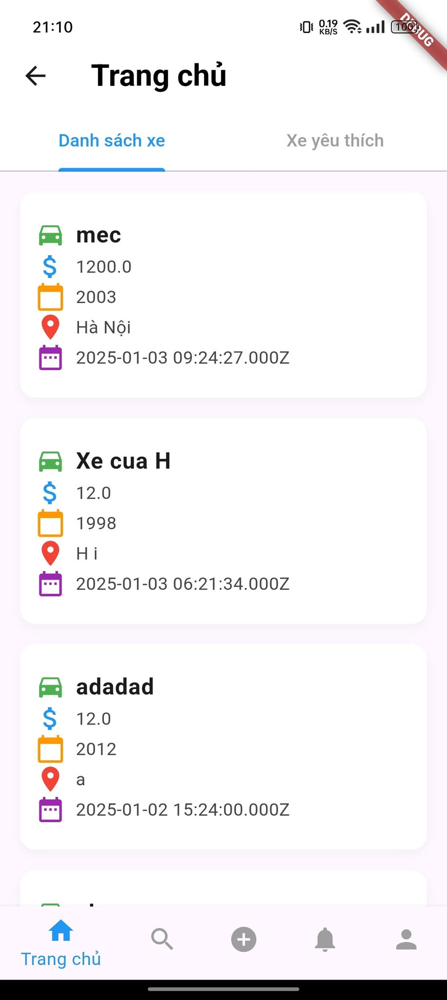 21:10
0.19
KB/S
100
DEBUG
Trang chủ
Danh sách xe
Xe yêu thích
mec
1200.0
2003
Hà Nội
2025-01-03 09:24:27.000Z
Xe cua H
12.0
1998
H i
2025-01-03 06:21:34.000Z
adadad
12.0
2012
a
2025-01-02 15:24:00.000Z
Trang chủ